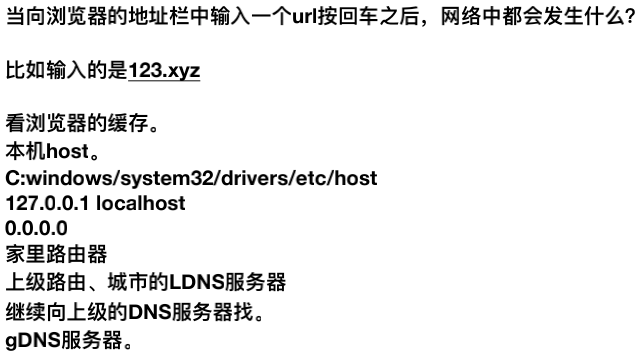 当向浏览器的地址栏中输入一个url按回车之后，网络中都会发生什么？
比如输入的是123.xyz
看浏览器的缓存。
本机host。
C:windows/system32/drivers/etc/host
127.0.0.1 localhost
0.0.0.0
家里路由器
上级路由、城市的LDNS服务器
继续向上级的DNS服务器找。
gDNS服务器。